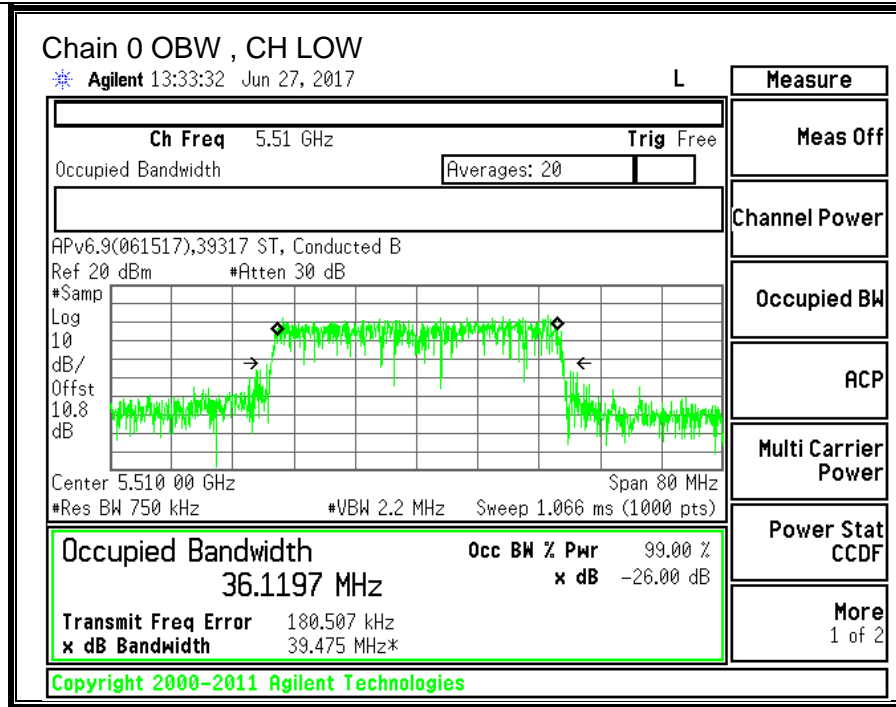 Chain 0 OBW , CH LOW
Agilent 13:33:32 Jun 27, 2017 L
Measure
Ch Freq 5.51 GHz Trig Free
Meas Off
Occupied Bandwidth Averages: 20
Channel Power
APv6.9(061517),39317 ST, Conducted B
Ref 20 dBm #Atten 30 dB
#Samp
Log
10
dB/
Offst
10.8
dB
Occupied BW
ACP
Multi Carrier
Power
Center 5.510 00 GHz Span 80 MHz
#Res BW 750 kHz #VBW 2.2 MHz Sweep 1.066 ms (1000 pts)
Occupied Bandwidth Occ BW % Pwr 99.00 %
36.1197 MHz x dB -26.00 dB
Transmit Freq Error 180.507 kHz
x dB Bandwidth 39.475 MHz*
Power Stat
CCDF
More
1 of 2
Copyright 2000-2011 Agilent Technologies